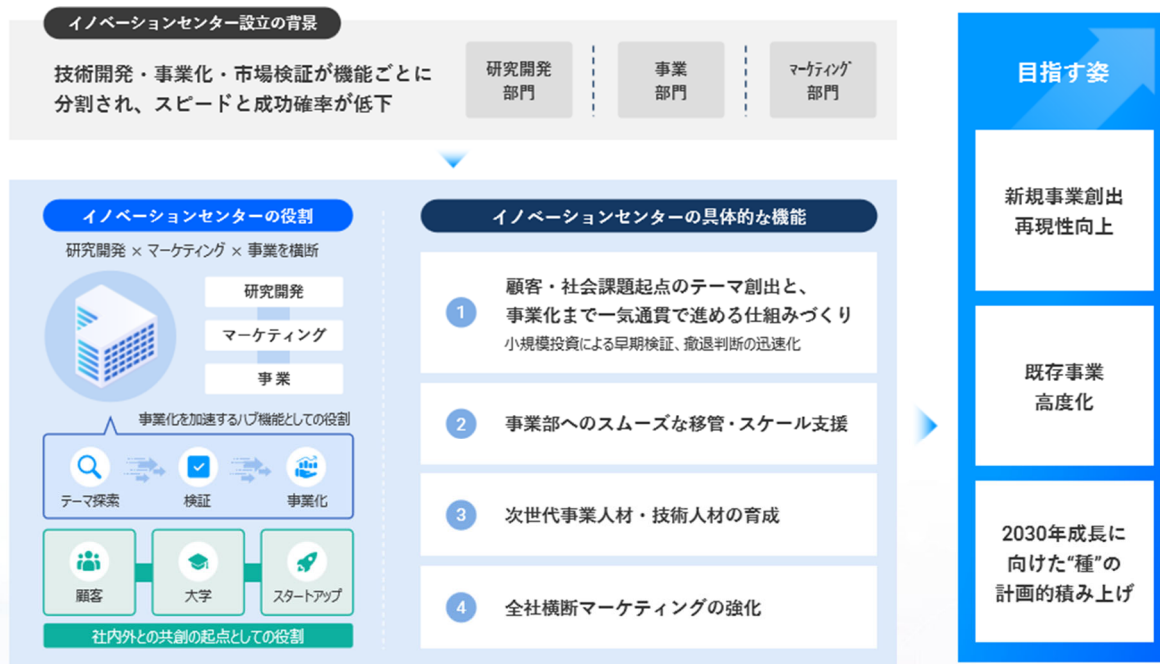 イノベーションセンター設立の背景
技術開発・事業化・市場検証が機能ごとに
分割され、スピードと成功確率が低下
研究開発
部門
事業
部門
ﾏｰｹﾃｨﾝｸﾞ
部門
イノベーションセンターの役割
研究開発 × マーケティング × 事業を横断
研究開発
マーケティング
事業
事業化を加速するハブ機能としての役割
テーマ探索
検証
事業化
顧客
大学
スタートアップ
社内外との共創の起点としての役割
イノベーションセンターの具体的な機能
1
顧客・社会課題起点のテーマ創出と、
事業化まで一気通貫で進める仕組みづくり
小規模投資による早期検証、撤退判断の迅速化
2
事業部へのスムーズな移管・スケール支援
3
次世代事業人材・技術人材の育成
4
全社横断マーケティングの強化
目指す姿
新規事業創出
再現性向上
既存事業
高度化
2030年成長に
向けた“種”の
計画的積み上げ